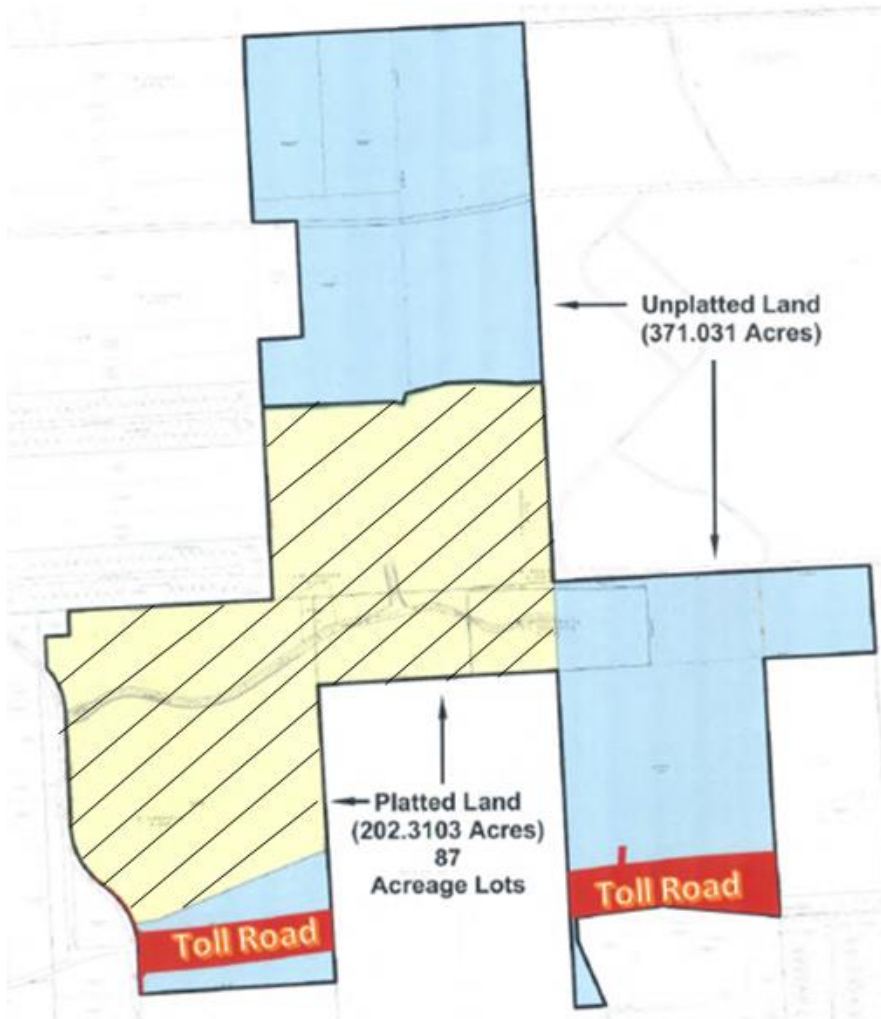 Unplatted Land
(371.031 Acres)
Platted Land
(202.3103 Acres)
87
Acreage Lots
Toll Road
Toll Road